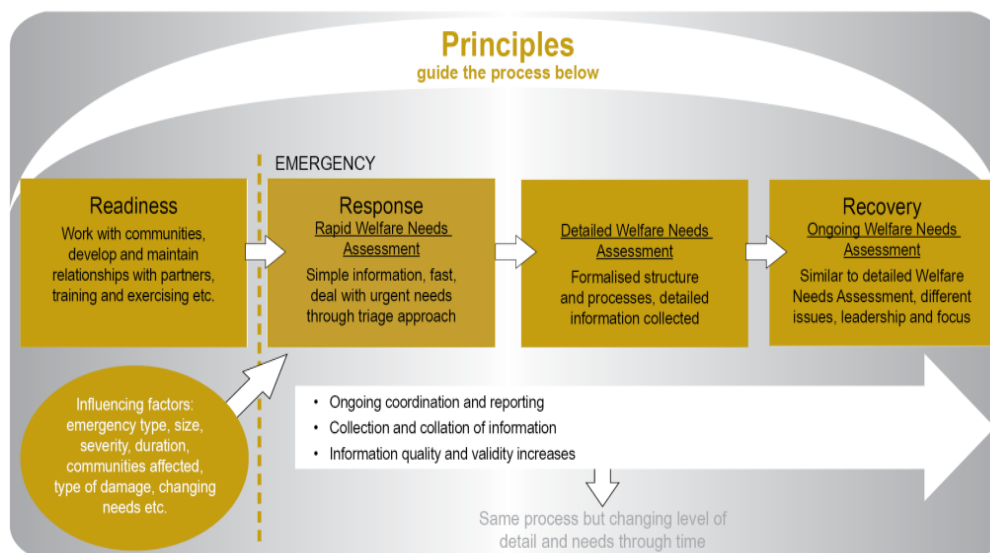 Principles
guide the process below
EMERGENCY
Readiness
Work with communities,
develop and maintain
relationships with partners,
training and exercising etc.
Response
Rapid Welfare Needs
Assessment
Simple information, fast,
deal with urgent needs
through triage approach
Detailed Welfare Needs
Assessment
Formalised structure
and processes, detailed
information collected
Recovery
Ongoing Welfare Needs
Assessment
Similar to detailed Welfare
Needs Assessment, different
issues, leadership and focus
Influencing factors:
emergency type, size,
severity, duration,
communities affected,
type of damage, changing
needs etc.
• Ongoing coordination and reporting
• Collection and collation of information
• Information quality and validity increases
Same process but changing level of
detail and needs through time